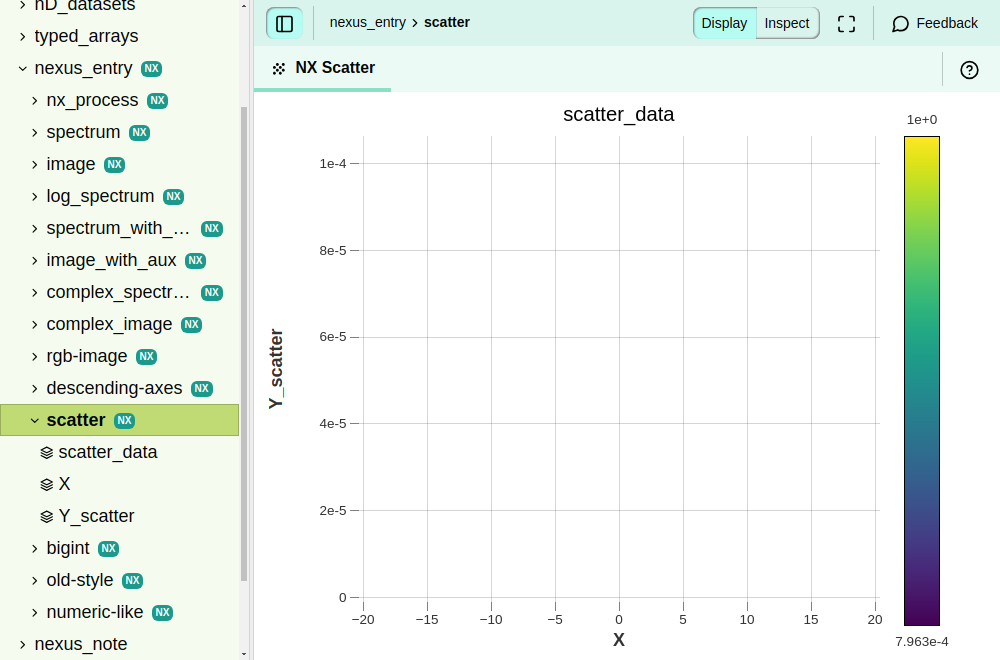 nD_datasets
typed_arrays
nexus_entry NX
nx_process NX
spectrum NX
image NX
log_spectrum NX
spectrum_with_... NX
image_with_aux NX
complex_spectr... NX
complex_image NX
rgb-image NX
descending-axes NX
scatter NX
scatter_data
X
Y_scatter
bigint NX
old-style NX
numeric-like NX
nexus_note
nexus_entry › scatter
Display Inspect
Feedback
NX Scatter
scatter_data
1e-4
8e-5
6e-5
4e-5
2e-5
0
Y_scatter
−20 −15 −10 −5 0 5 10 15 20
X
1e+0
7.963e-4